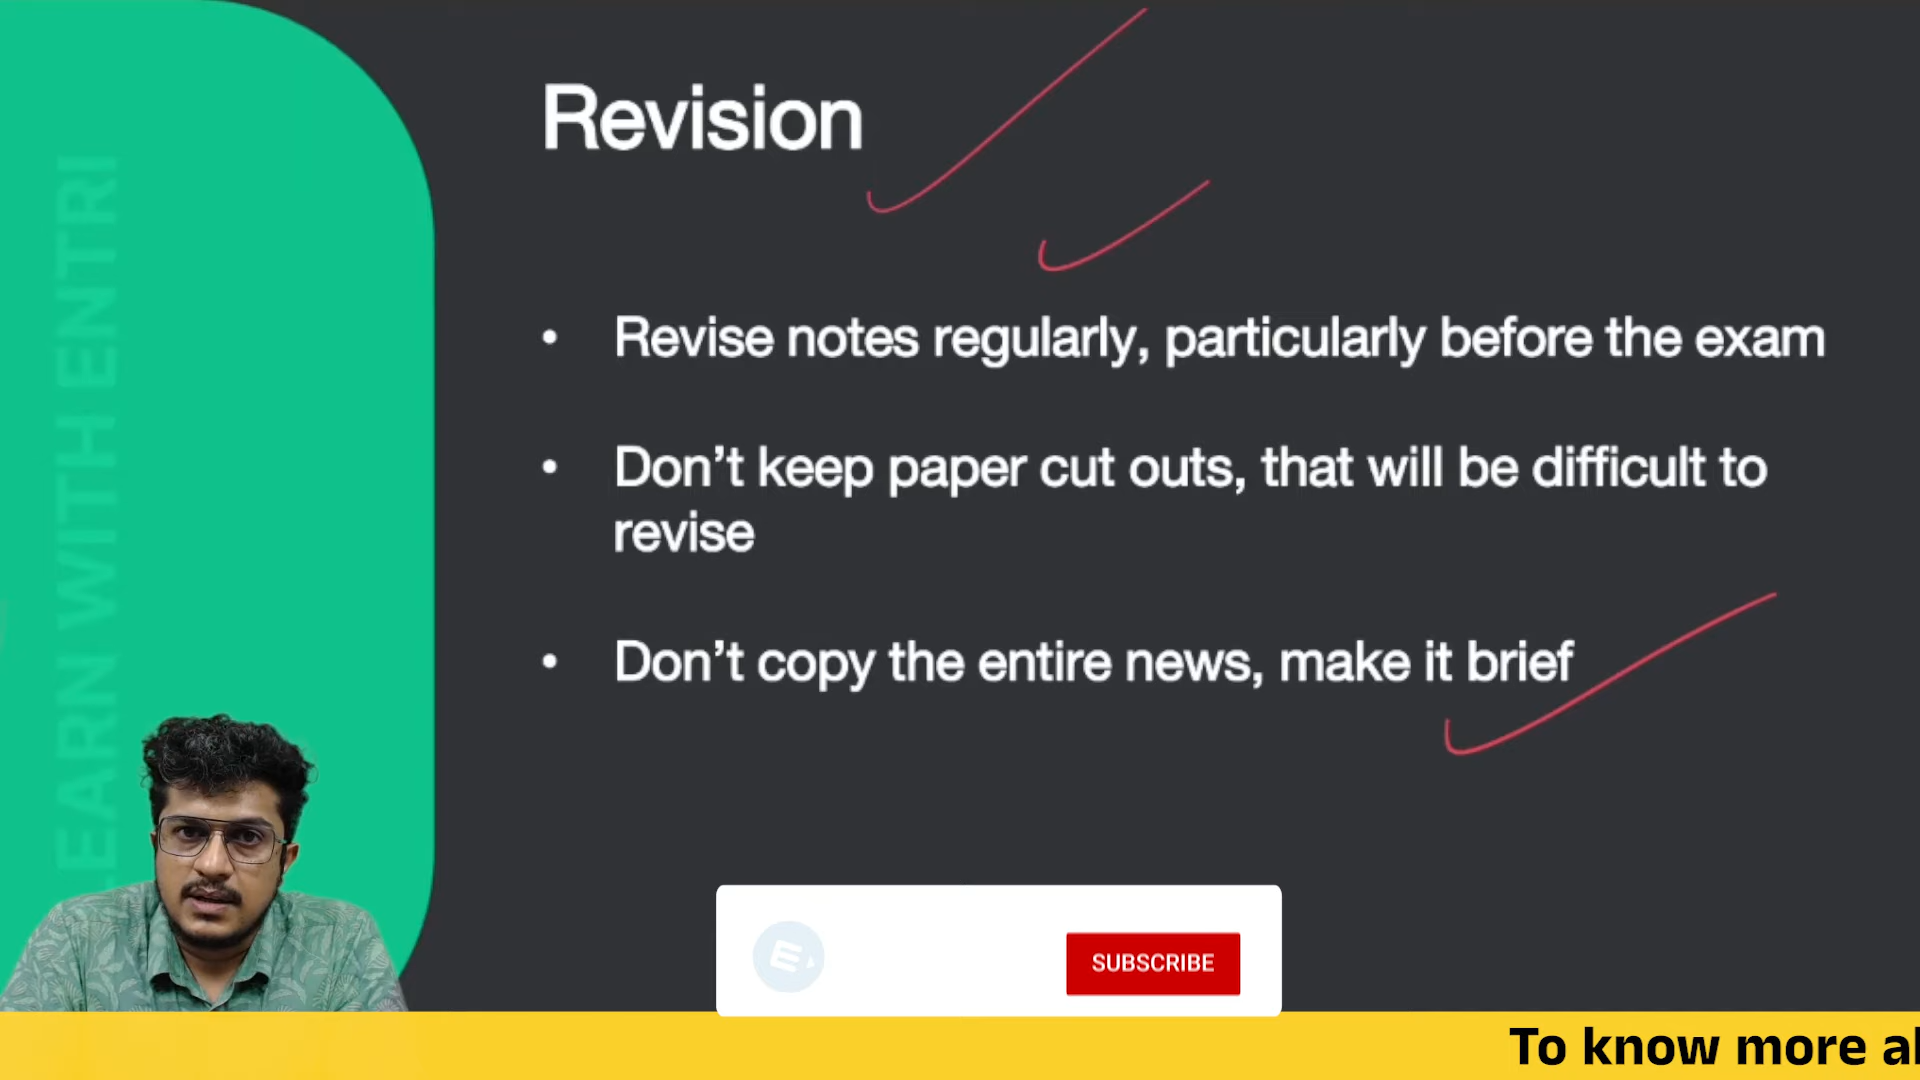 Revision
• Revise notes regularly, particularly before the exam
• Don’t keep paper cut outs, that will be difficult to
revise
• Don’t copy the entire news, make it brief
LEARN WITH ENTRI
SUBSCRIBE
To know more